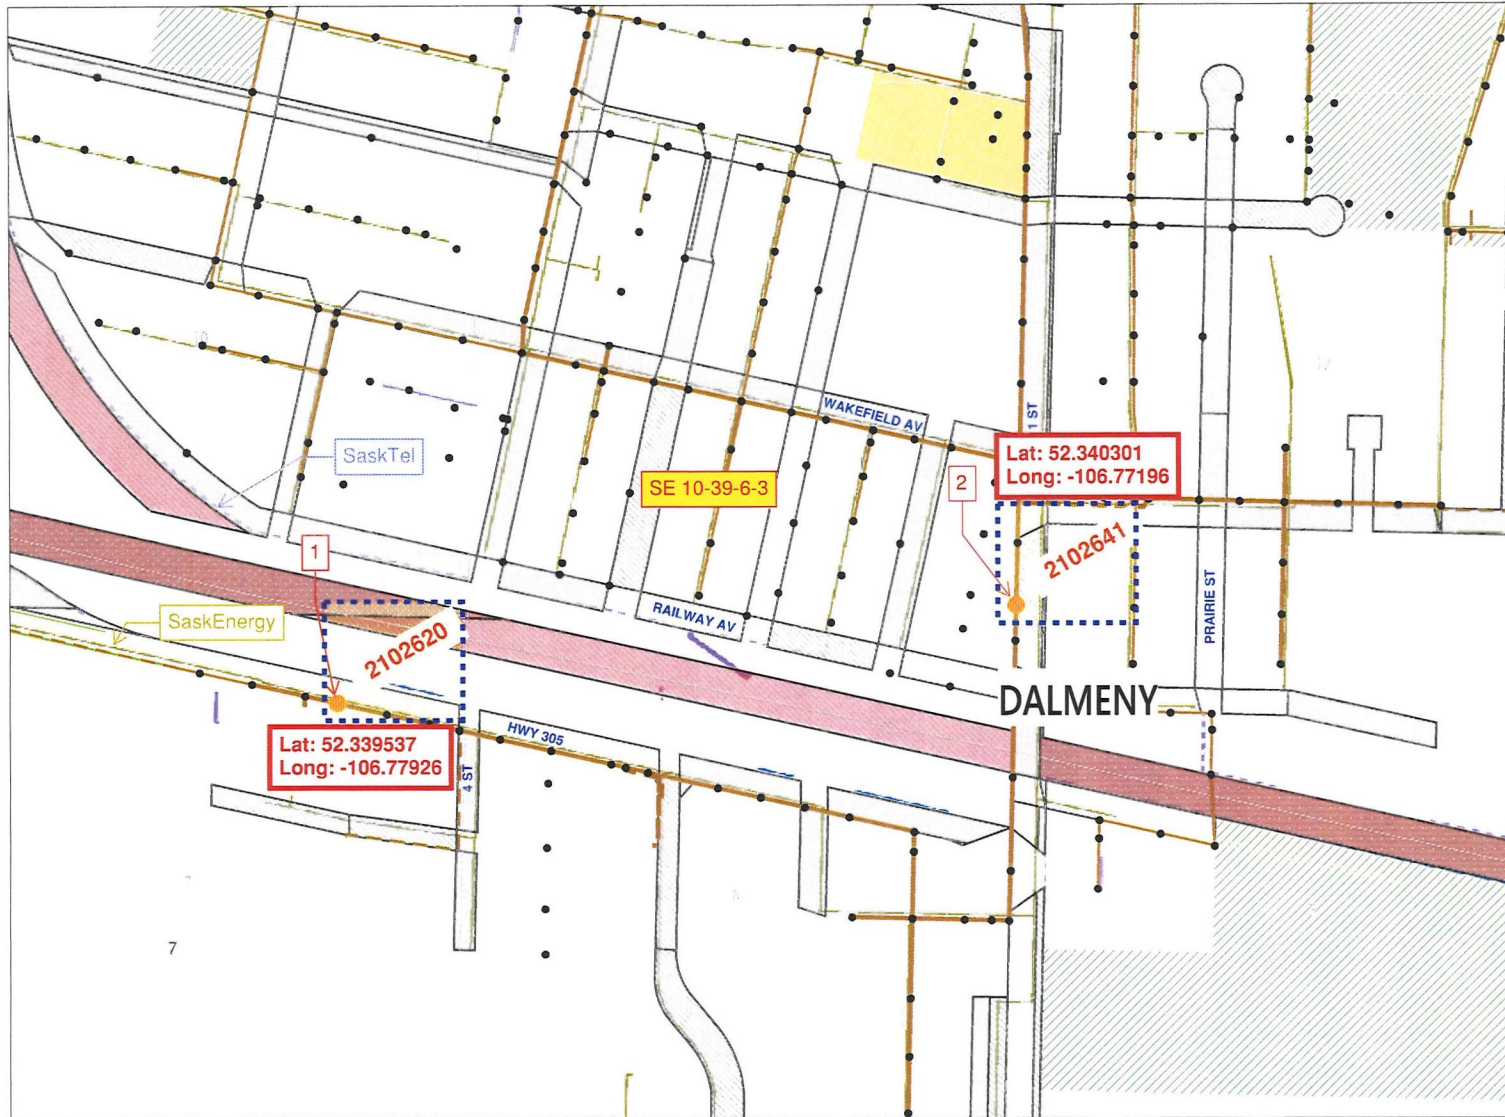 WAKEFIELD AV
1 ST
Lat: 52.340301
Long: -106.77196
SaskTel
SE 10-39-6-3
2
1
2102641
PRAIRIE ST
RAILWAY AV
SaskEnergy
2102620
DALMENY
HWY 305
Lat: 52.339537
Long: -106.77926
4 ST
7